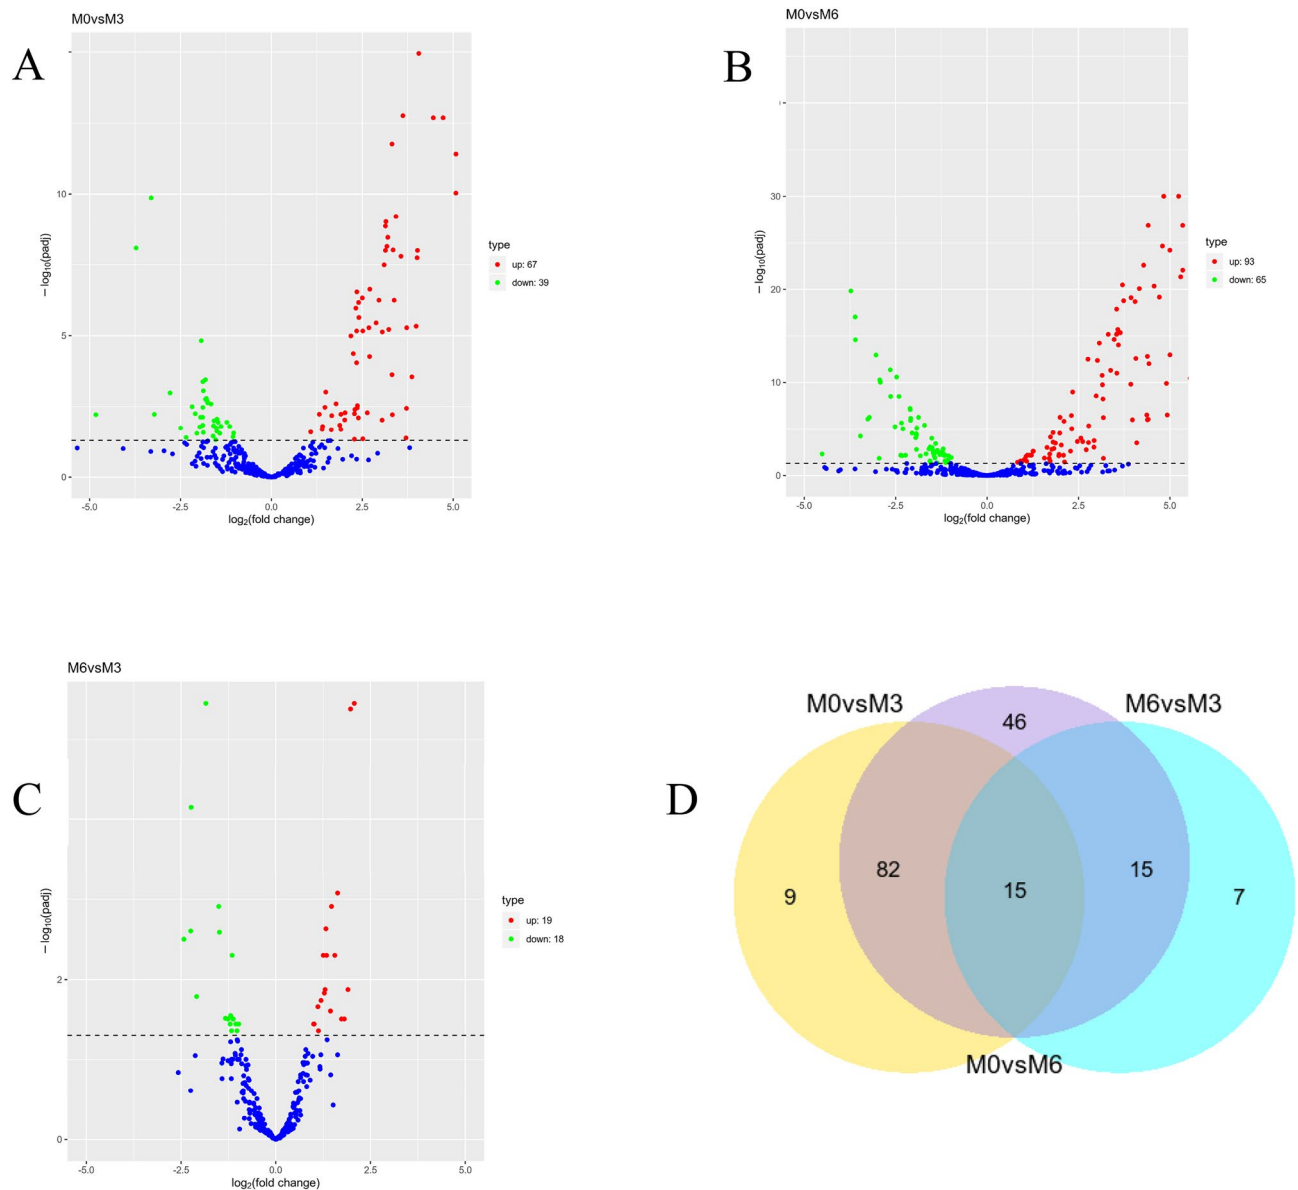 A
M0vsM3
10
5
0
− log10(padj)
-5.0
-2.5
0.0
2.5
5.0
log2(fold change)
type
up: 67
down: 39
B
M0vsM6
30
20
10
0
− log10(padj)
-5.0
-2.5
0.0
2.5
5.0
log2(fold change)
type
up: 93
down: 65
C
M6vsM3
2
0
− log10(padj)
-5.0
-2.5
0.0
2.5
5.0
log2(fold change)
type
up: 19
down: 18
D
M0vsM3
46
M6vsM3
9
82
15
15
7
M0vsM6